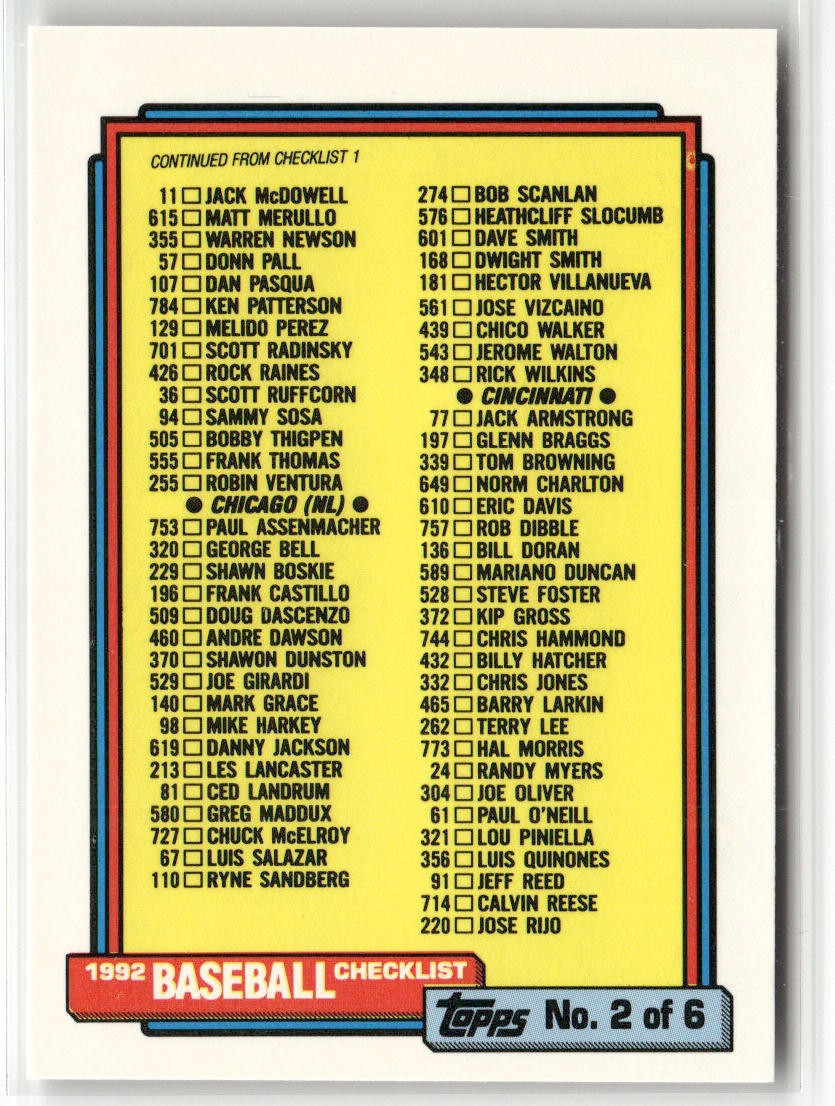 CONTINUED FROM CHECKLIST 1
11 □ JACK McDOWELL
615 □ MATT MERULLO
355 □ WARREN NEWSON
57 □ DONN PALL
107 □ DAN PASQUA
784 □ KEN PATTERSON
129 □ MELIDO PEREZ
701 □ SCOTT RADINSKY
426 □ ROCK RAINES
36 □ SCOTT RUFFCORN
94 □ SAMMY SOSA
505 □ BOBBY THIGPEN
555 □ FRANK THOMAS
255 □ ROBIN VENTURA
● CHICAGO (NL) ●
753 □ PAUL ASSENMACHER
320 □ GEORGE BELL
229 □ SHAWN BOSKIE
196 □ FRANK CASTILLO
509 □ DOUG DASCENZO
460 □ ANDRE DAWSON
370 □ SHAWON DUNSTON
529 □ JOE GIRARDI
140 □ MARK GRACE
98 □ MIKE HARKEY
619 □ DANNY JACKSON
213 □ LES LANCASTER
81 □ CED LANDRUM
580 □ GREG MADDUX
727 □ CHUCK McELROY
67 □ LUIS SALAZAR
110 □ RYNE SANDBERG
274 □ BOB SCANLAN
576 □ HEATHCLIFF SLOCUMB
601 □ DAVE SMITH
168 □ DWIGHT SMITH
181 □ HECTOR VILLANUEVA
561 □ JOSE VIZCAINO
439 □ CHICO WALKER
543 □ JEROME WALTON
348 □ RICK WILKINS
● CINCINNATI ●
77 □ JACK ARMSTRONG
197 □ GLENN BRAGGS
339 □ TOM BROWNING
649 □ NORM CHARLTON
610 □ ERIC DAVIS
757 □ ROB DIBBLE
136 □ BILL DORAN
589 □ MARIANO DUNCAN
528 □ STEVE FOSTER
372 □ KIP GROSS
744 □ CHRIS HAMMOND
432 □ BILLY HATCHER
332 □ CHRIS JONES
465 □ BARRY LARKIN
262 □ TERRY LEE
773 □ HAL MORRIS
24 □ RANDY MYERS
304 □ JOE OLIVER
61 □ PAUL O'NEILL
321 □ LOU PINIELLA
356 □ LUIS QUINONES
91 □ JEFF REED
714 □ CALVIN REESE
220 □ JOSE RIJO
1992 BASEBALL CHECKLIST
Topps No. 2 of 6